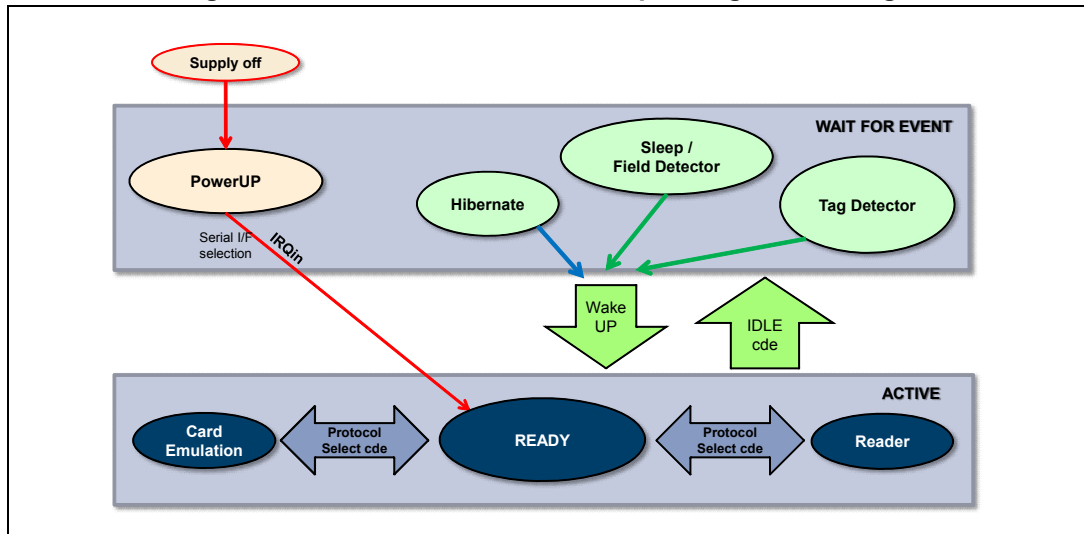 Supply off
WAIT FOR EVENT
PowerUP
Sleep /
Field Detector
Hibernate
Tag Detector
Serial I/F
selection
IRQin
Wake
UP
IDLE
cde
ACTIVE
Card
Emulation
Protocol
Select cde
READY
Protocol
Select cde
Reader